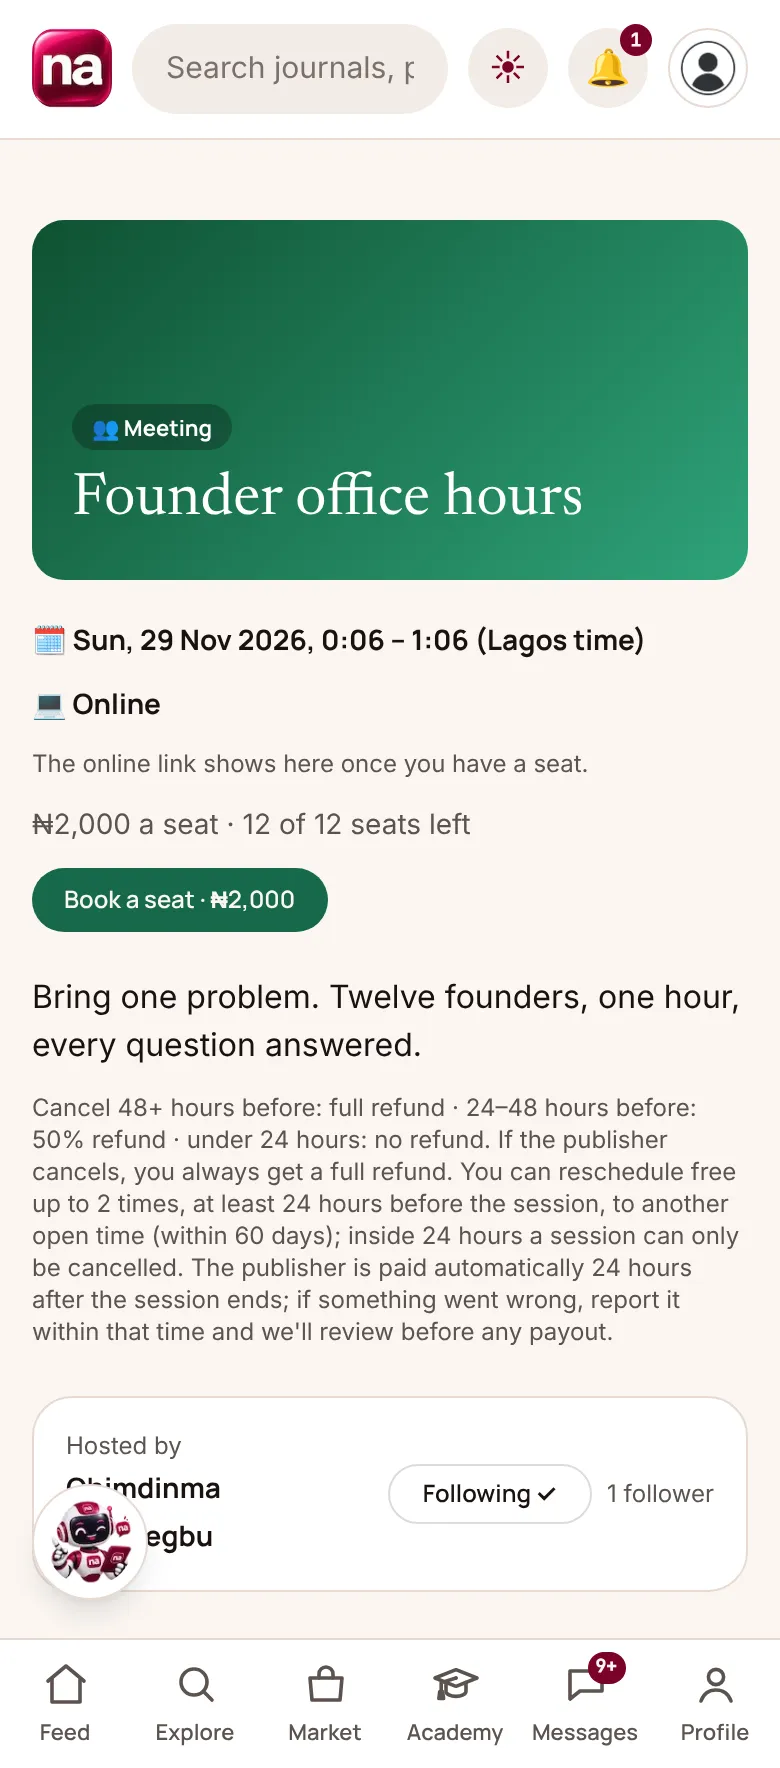 na
Search journals, p
1
Meeting
Founder office hours
Sun, 29 Nov 2026, 0:06 – 1:06 (Lagos time)
Online
The online link shows here once you have a seat.
₦2,000 a seat · 12 of 12 seats left
Book a seat · ₦2,000
Bring one problem. Twelve founders, one hour,
every question answered.
Cancel 48+ hours before: full refund · 24–48 hours before:
50% refund · under 24 hours: no refund. If the publisher
cancels, you always get a full refund. You can reschedule free
up to 2 times, at least 24 hours before the session, to another
open time (within 60 days); inside 24 hours a session can only
be cancelled. The publisher is paid automatically 24 hours
after the session ends; if something went wrong, report it
within that time and we'll review before any payout.
Hosted by
Chimdinma
Following ✓ 1 follower
9+
Feed Explore Market Academy Messages Profile